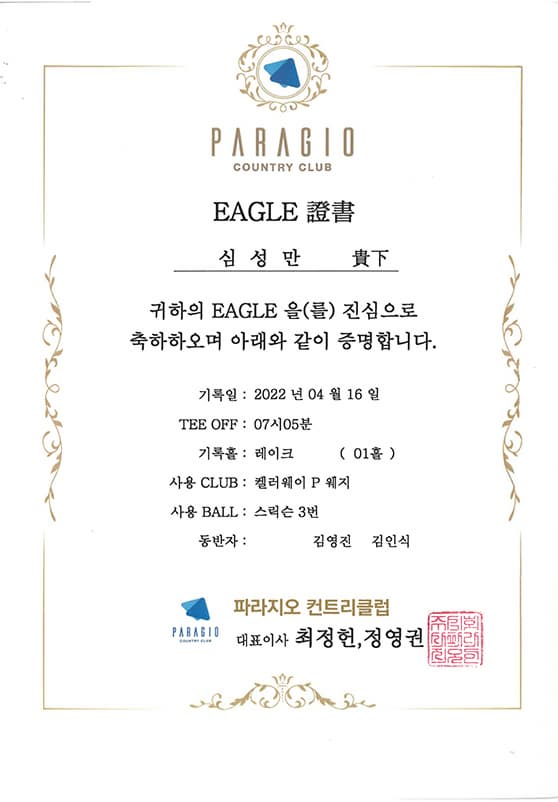 PARAGIO
COUNTRY CLUB
EAGLE 證書
심 성 만 貴下
귀하의 EAGLE 을(를) 진심으로
축하하오며 아래와 같이 증명합니다.
기록일 : 2022 년 04 월 16 일
TEE OFF : 07시05분
기록홀 : 레이크 ( 01홀 )
사용 CLUB : 켈러웨이 P 웨지
사용 BALL : 스릭슨 3번
동반자 : 김영진 김인식
PARAGIO
COUNTRY CLUB
파라지오 컨트리클럽
대표이사 최정헌,정영권